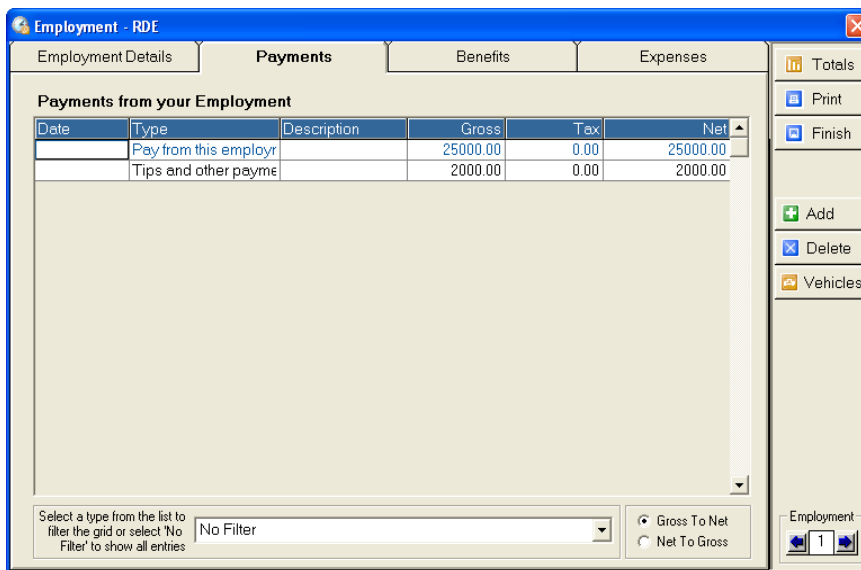 Employment - RDE
Employment Details Payments Benefits Expenses
Totals
Print
Finish
Add
Delete
Vehicles
Payments from your Employment
Date Type Description Gross Tax Net
Pay from this employr 25000.00 0.00 25000.00
Tips and other payme 2000.00 0.00 2000.00
Select a type from the list to
filter the grid or select 'No
Filter' to show all entries
No Filter
Gross To Net
Net To Gross
Employment
1